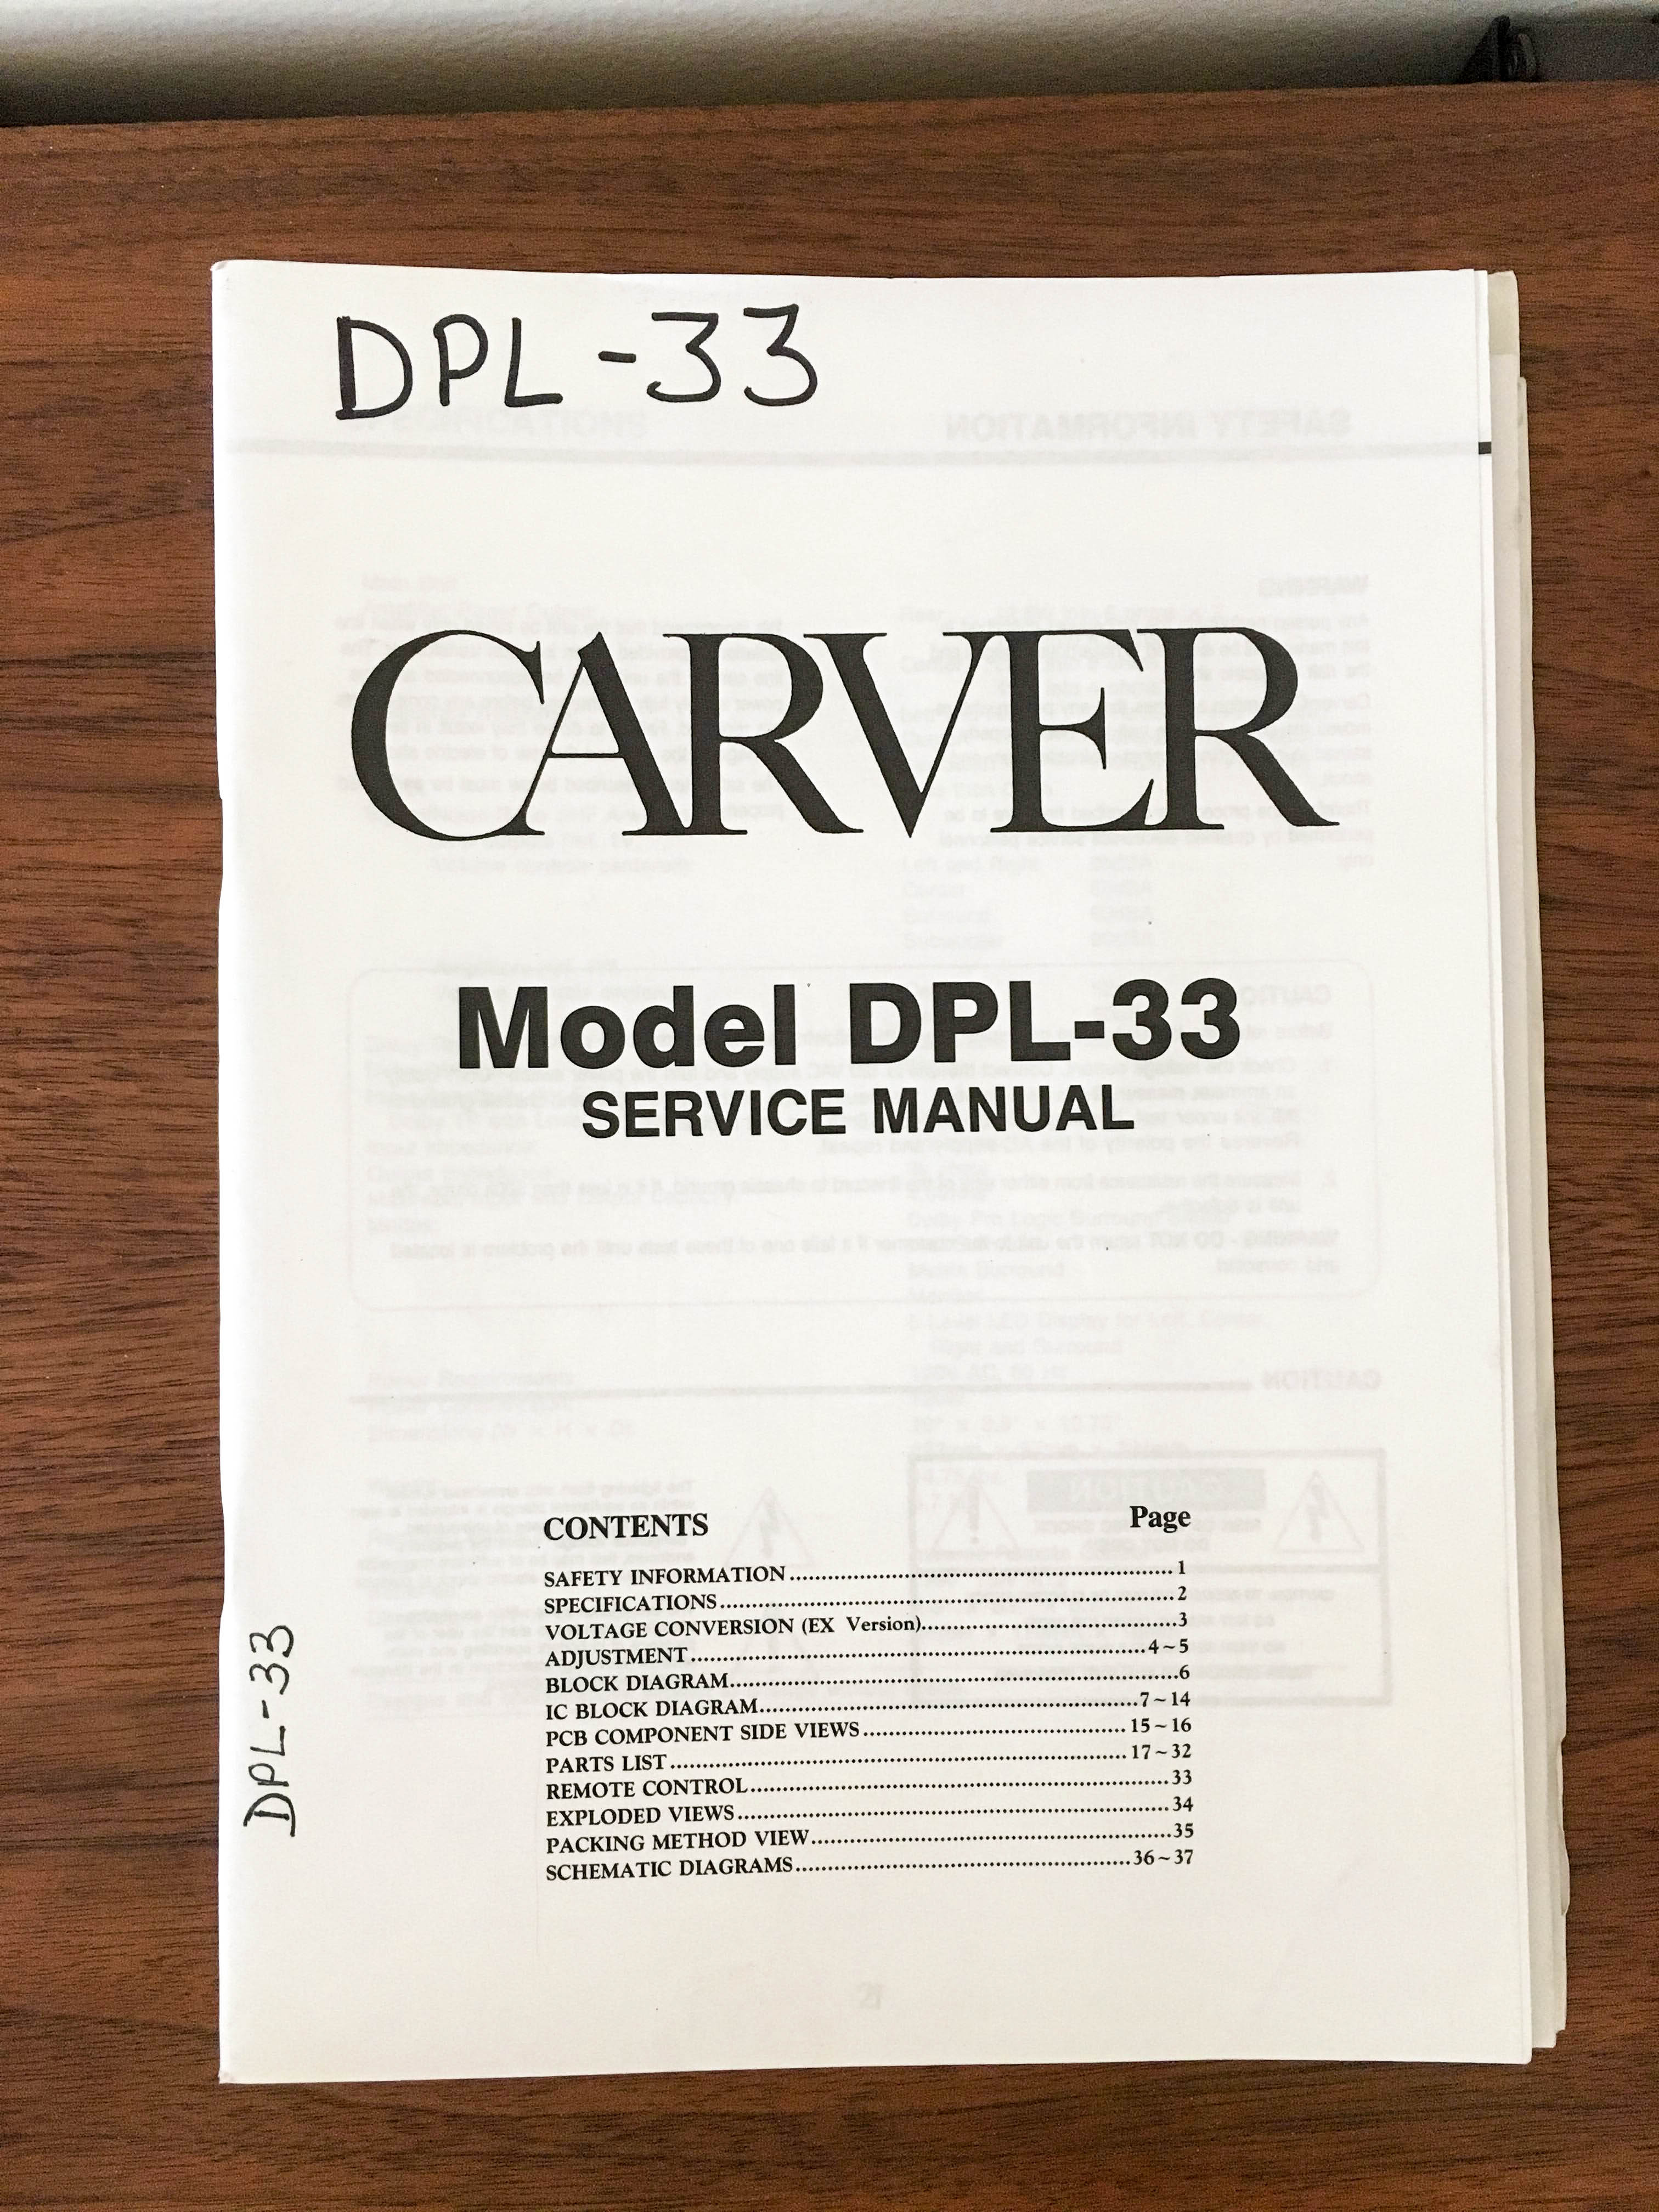 DPL-33
CARVER
Model DPL-33
SERVICE MANUAL
CONTENTS Page
SAFETY INFORMATION 1
SPECIFICATIONS 2
VOLTAGE CONVERSION (EX Version) 3
ADJUSTMENT 4~5
BLOCK DIAGRAM 6
IC BLOCK DIAGRAM 7~14
PCB COMPONENT SIDE VIEWS 15~16
PARTS LIST 17~32
REMOTE CONTROL 33
EXPLODED VIEWS 34
PACKING METHOD VIEW 35
SCHEMATIC DIAGRAMS 36~37
DPL-33